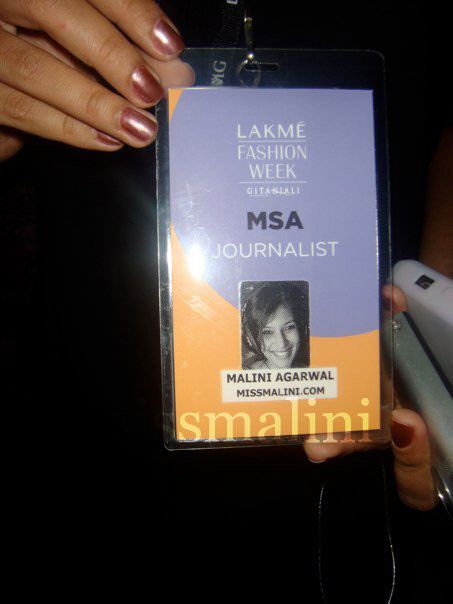 LAKMÉ
FASHION
WEEK
GITANJALI
MSA
JOURNALIST
MALINI AGARWAL
MISSMALINI.COM
smalini